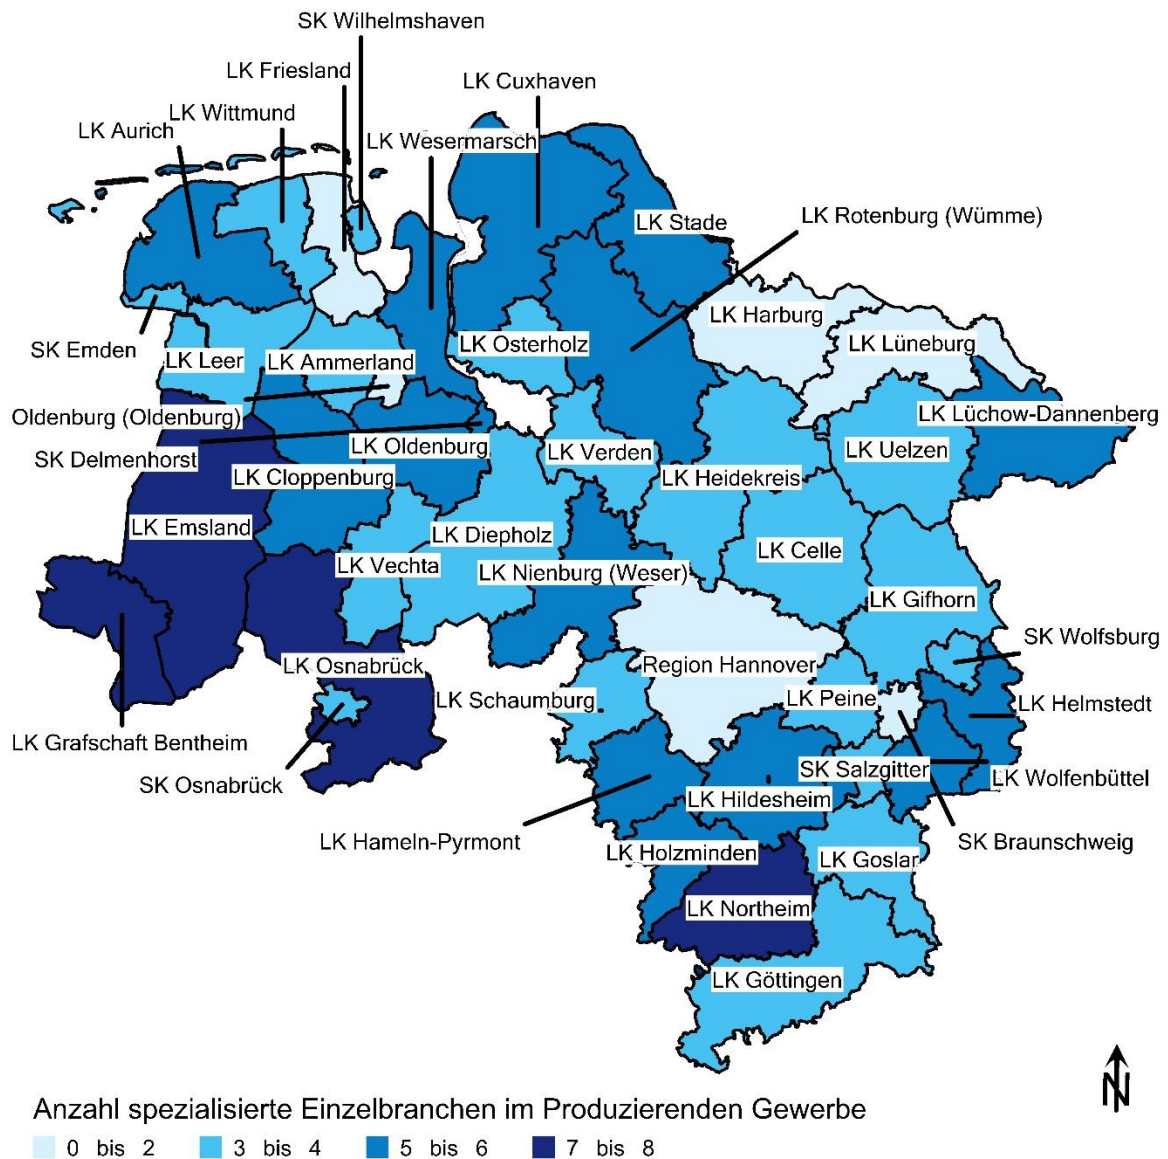 SK Wilhelmshaven
LK Friesland
LK Cuxhaven
LK Wittmund
LK Aurich
LK Wesermarsch
LK Stade
LK Rotenburg (Wümme)
LK Harburg
SK Emden
LK Leer
LK Ammerland
LK Osterholz
LK Lüneburg
Oldenburg (Oldenburg)
LK Lüchow-Dannenberg
SK Delmenhorst
LK Oldenburg
LK Verden
LK Uelzen
LK Cloppenburg
LK Heidekreis
LK Emsland
LK Diepholz
LK Celle
LK Vechta
LK Nienburg (Weser)
LK Gifhorn
SK Wolfsburg
LK Osnabrück
Region Hannover
LK Schaumburg
LK Peine
LK Helmstedt
LK Grafschaft Bentheim
SK Osnabrück
SK Salzgitter
LK Wolfenbüttel
LK Hildesheim
LK Hameln-Pyrmont
SK Braunschweig
LK Holzminden
LK Goslar
LK Northeim
LK Göttingen
N
Anzahl spezialisierte Einzelbranchen im Produzierenden Gewerbe
0 bis 2 3 bis 4 5 bis 6 7 bis 8